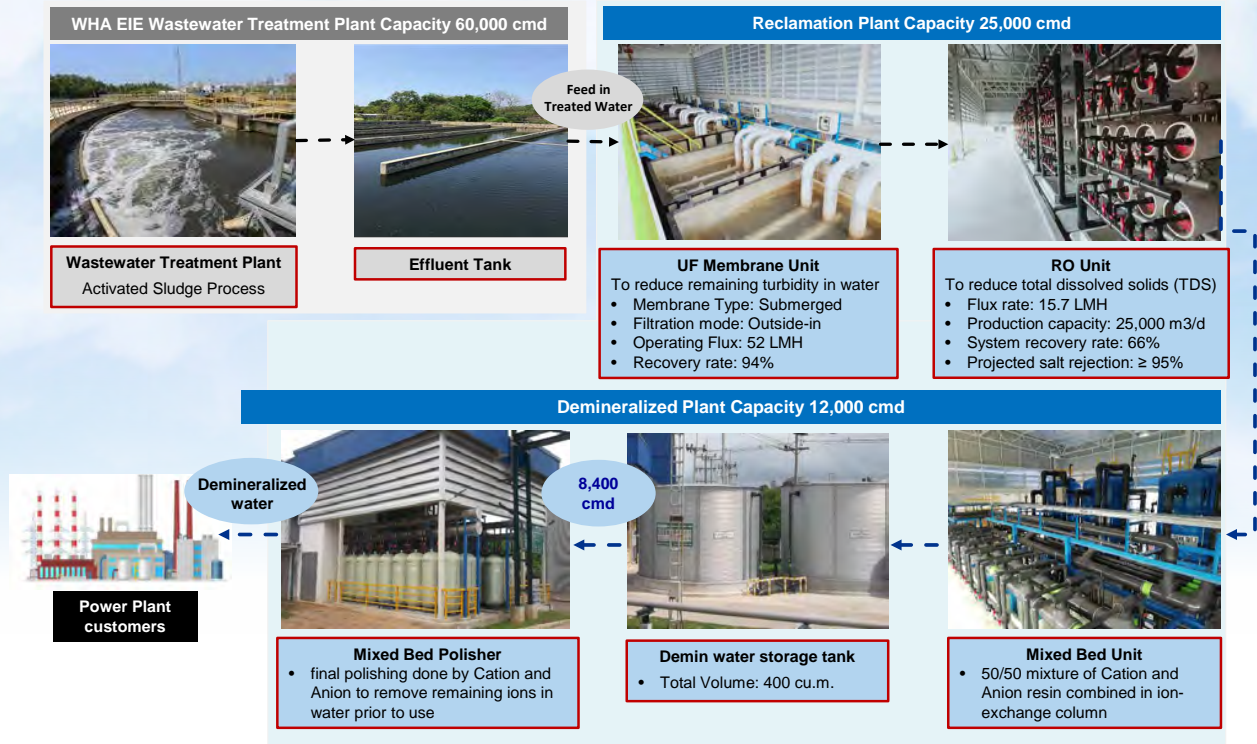 WHA EIE Wastewater Treatment Plant Capacity 60,000 cmd
Reclamation Plant Capacity 25,000 cmd
Feed in
Treated Water
Wastewater Treatment Plant
Activated Sludge Process
Effluent Tank
UF Membrane Unit
To reduce remaining turbidity in water
• Membrane Type: Submerged
• Filtration mode: Outside-in
• Operating Flux: 52 LMH
• Recovery rate: 94%
RO Unit
To reduce total dissolved solids (TDS)
• Flux rate: 15.7 LMH
• Production capacity: 25,000 m3/d
• System recovery rate: 66%
• Projected salt rejection: ≥ 95%
Demineralized Plant Capacity 12,000 cmd
Demineralized
water
8,400
cmd
Power Plant
customers
Mixed Bed Polisher
• final polishing done by Cation and
Anion to remove remaining ions in
water prior to use
Demin water storage tank
• Total Volume: 400 cu.m.
Mixed Bed Unit
• 50/50 mixture of Cation and
Anion resin combined in ion-
exchange column